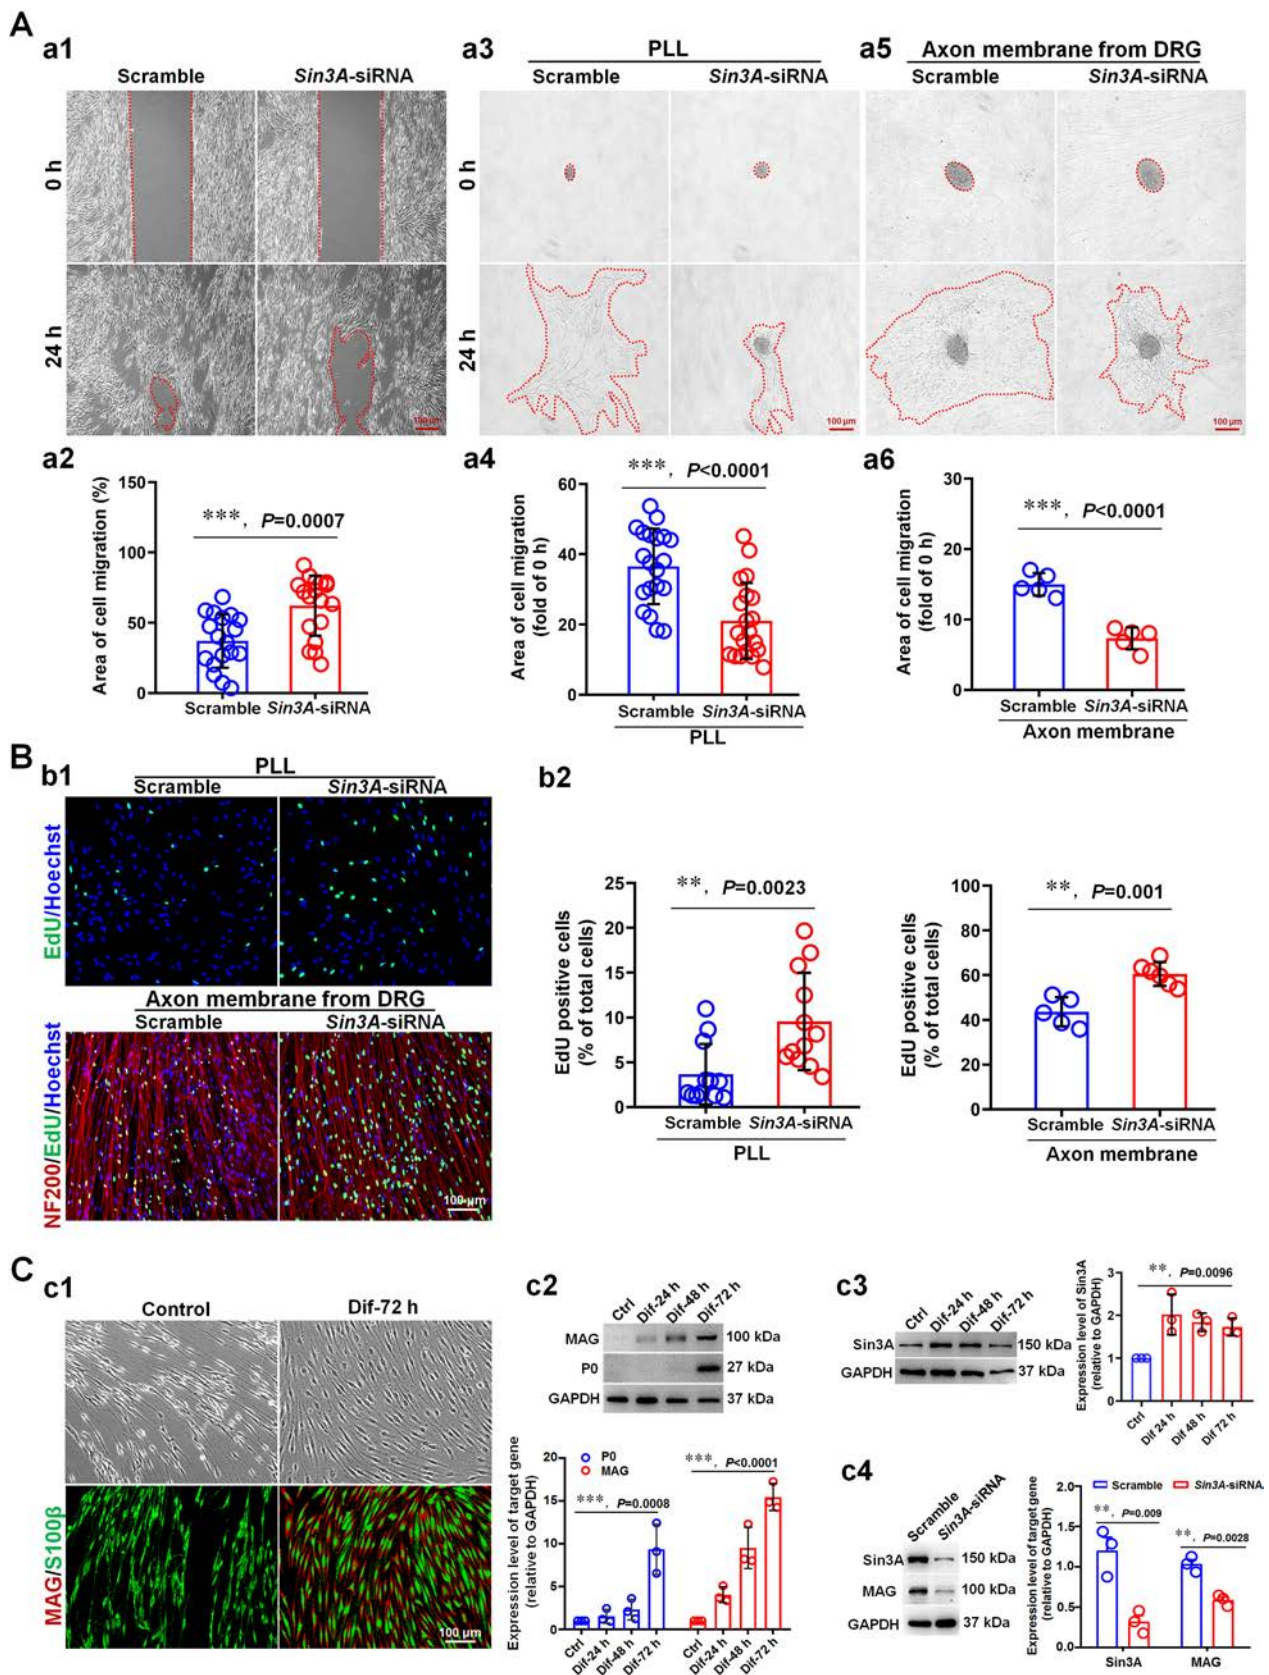 A
a1
Scramble
Sin3A-siRNA
0 h
24 h
100 μm
a3
PLL
Scramble
Sin3A-siRNA
0 h
24 h
100 μm
a5
Axon membrane from DRG
Scramble
Sin3A-siRNA
100 μm
a2
Area of cell migration (%)
150
100
50
0
***, P=0.0007
Scramble Sin3A-siRNA
a4
Area of cell migration
(fold of 0 h)
60
40
20
0
***, P<0.0001
Scramble Sin3A-siRNA
PLL
a6
Area of cell migration
(fold of 0 h)
30
15
0
***, P<0.0001
Scramble Sin3A-siRNA
Axon membrane
B
b1
PLL
Scramble
Sin3A-siRNA
EdU/Hoechst
Axon membrane from DRG
Scramble
Sin3A-siRNA
NF200/EdU/Hoechst
100 μm
b2
EdU positive cells
(% of total cells)
25
20
15
10
5
0
**, P=0.0023
Scramble Sin3A-siRNA
PLL
EdU positive cells
(% of total cells)
100
80
60
40
20
0
**, P=0.001
Scramble Sin3A-siRNA
Axon membrane
C
c1
Control
Dif-72 h
MAG/S100β
100 μm
c2
Ctrl
Dif-24 h
Dif-48 h
Dif-72 h
MAG 100 kDa
P0 27 kDa
GAPDH 37 kDa
Expression level of target gene
(relative to GAPDH)
20
15
10
5
0
P0
MAG
***, P=0.0008
***, P<0.0001
Ctrl
Dif-24 h
Dif-48 h
Dif-72 h
Ctrl
Dif-24 h
Dif-48 h
Dif-72 h
c3
Ctrl
Dif-24 h
Dif-48 h
Dif-72 h
Sin3A 150 kDa
GAPDH 37 kDa
Expression level of Sin3A
(relative to GAPDH)
3
2
1
0
**, P=0.0096
Ctrl
Dif 24 h
Dif 48 h
Dif 72 h
c4
Scramble
Sin3A-siRNA
Sin3A 150 kDa
MAG 100 kDa
GAPDH 37 kDa
Expression level of target gene
(relative to GAPDH)
2.0
1.5
1.0
0.5
0.0
Scramble
Sin3A-siRNA
**, P=0.009
**, P=0.0028
Sin3A
MAG